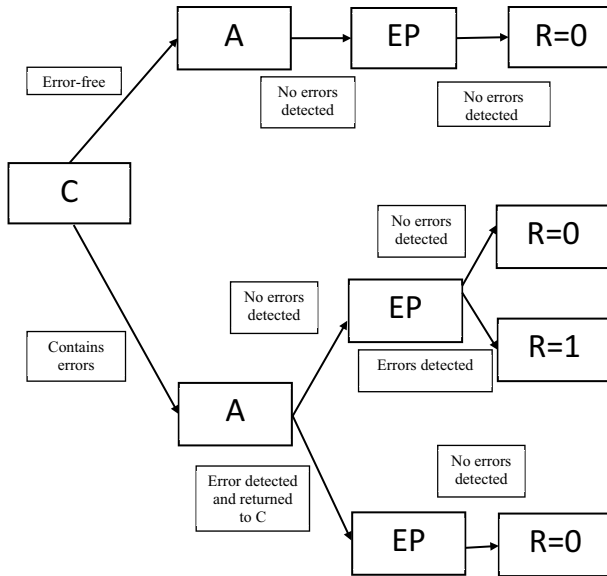 A
EP
R=0
Error-free
No errors
detected
No errors
detected
C
No errors
detected
R=0
No errors
detected
EP
Contains
errors
Errors detected
R=1
A
Error detected
and returned
to C
No errors
detected
EP
R=0